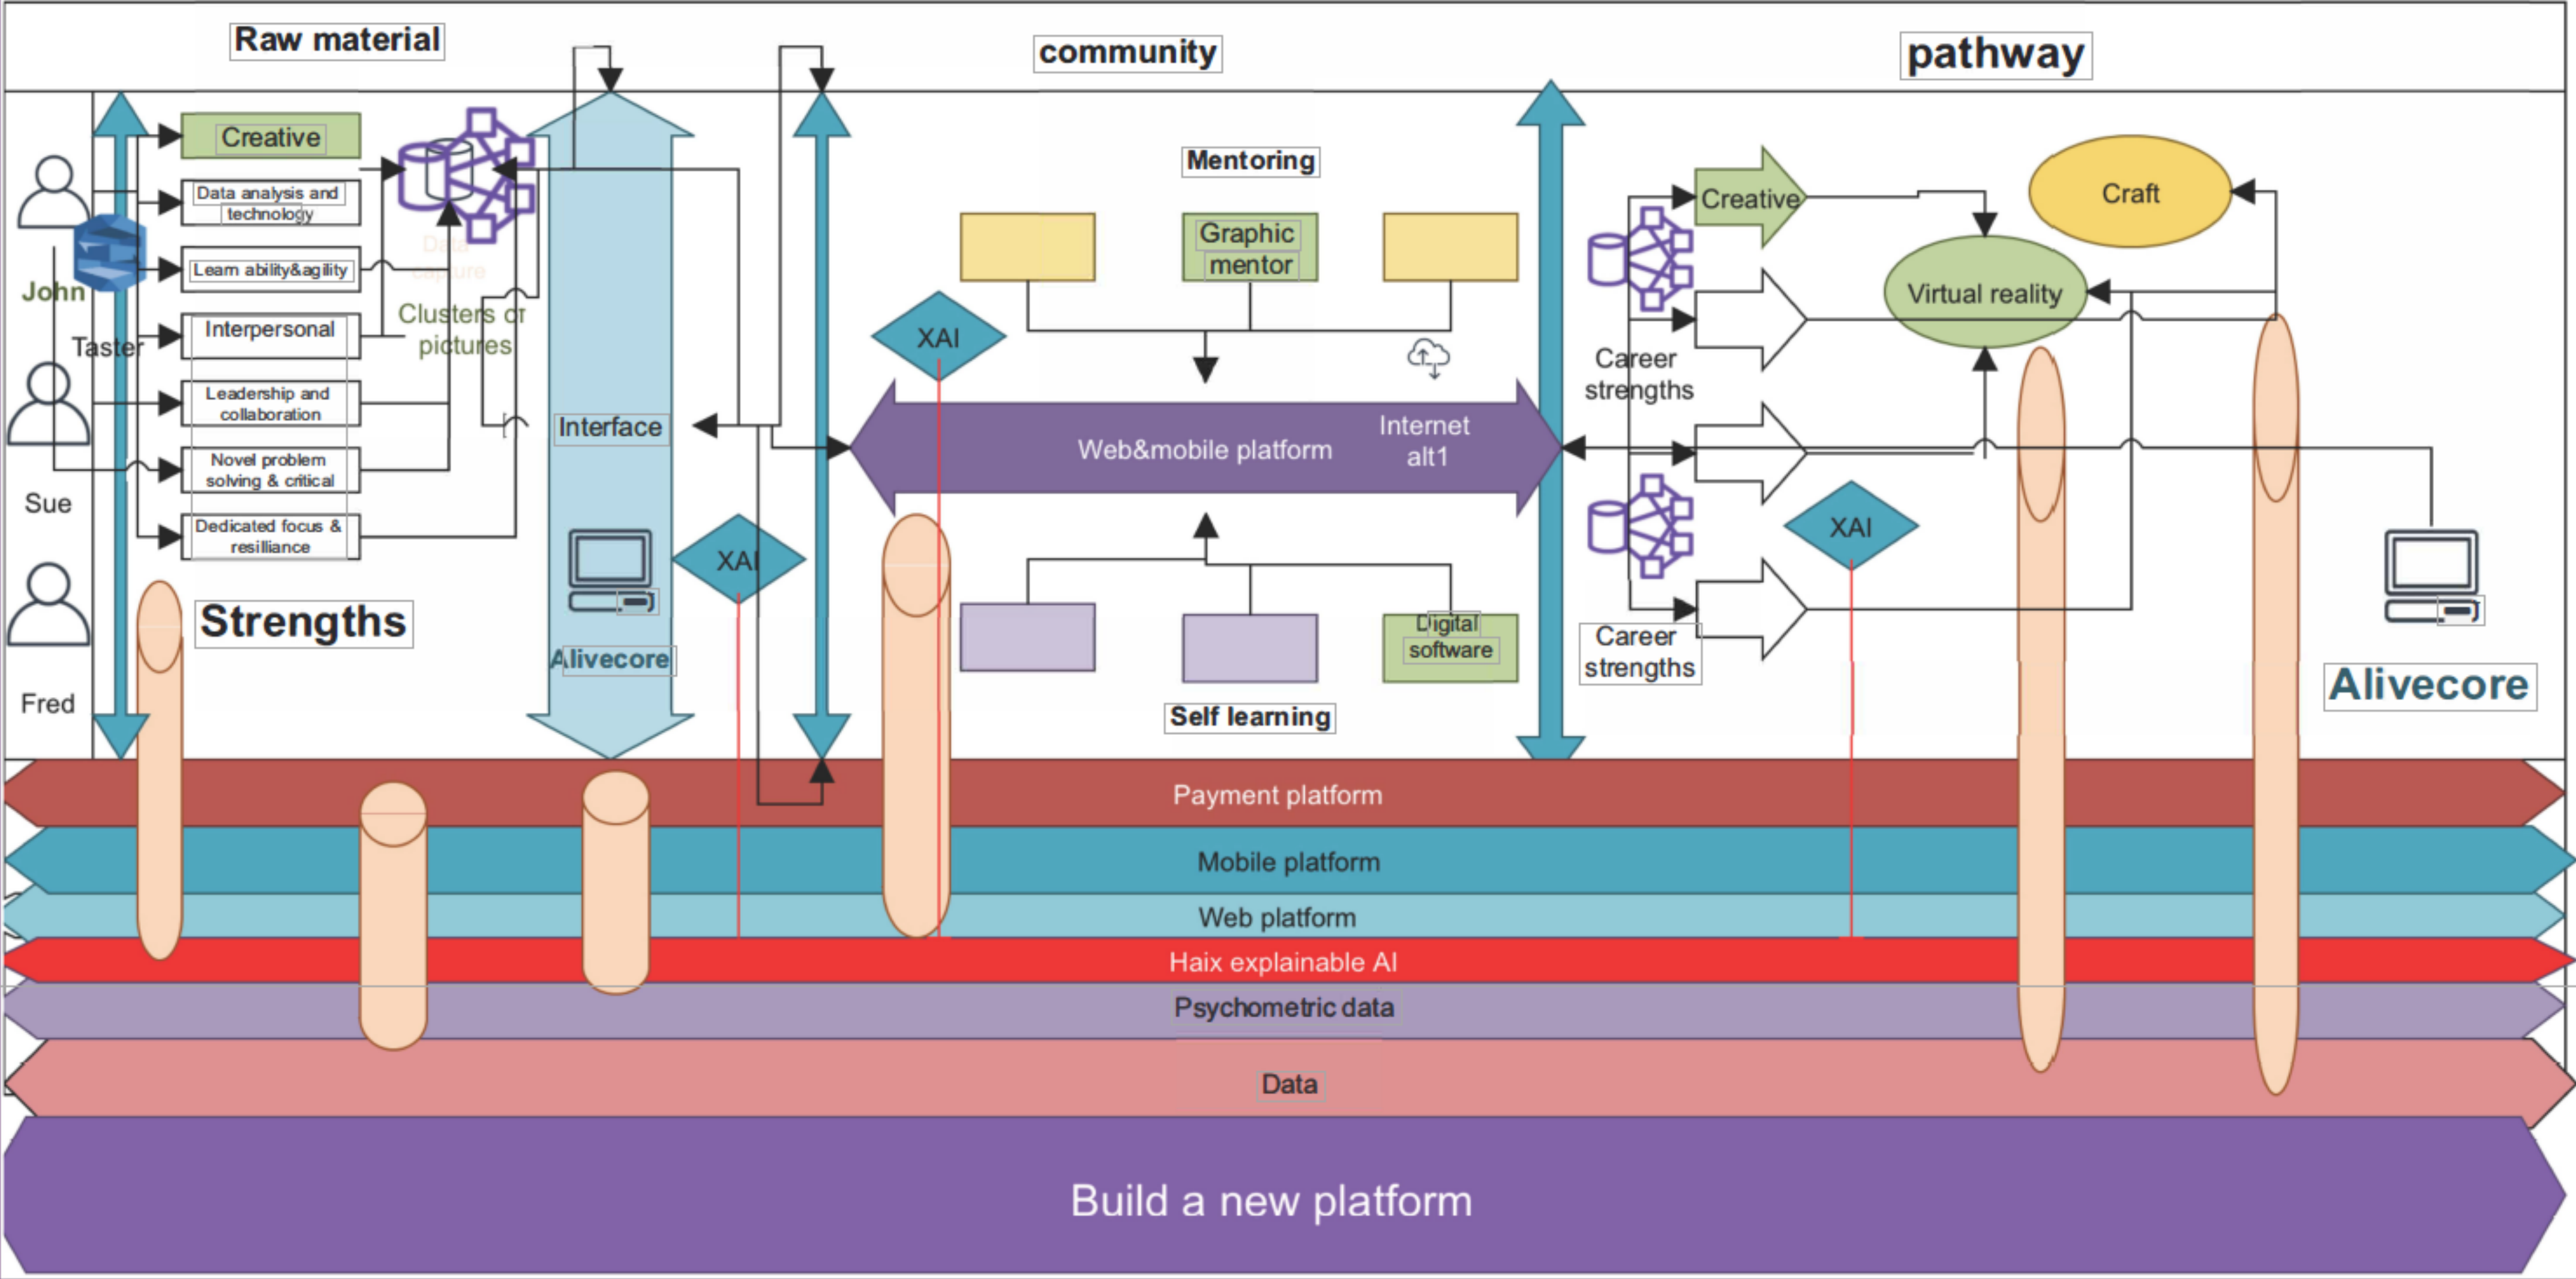 Raw material
community
pathway
Creative
Data analysis and
technology
Learn ability&agility
Interpersonal
Leadership and
collaboration
Novel problem
solving & critical
Dedicated focus &
resilliance
John
Taster
Sue
Fred
Strengths
Data
capture
Clusters of
pictures
Interface
Alivecore
XAI
XAI
Mentoring
Graphic
mentor
Web&mobile platform
Internet
alt1
Digital
software
Self learning
Career
strengths
Career
strengths
Creative
Craft
Virtual reality
XAI
Alivecore
Payment platform
Mobile platform
Web platform
Haix explainable AI
Psychometric data
Data
Build a new platform